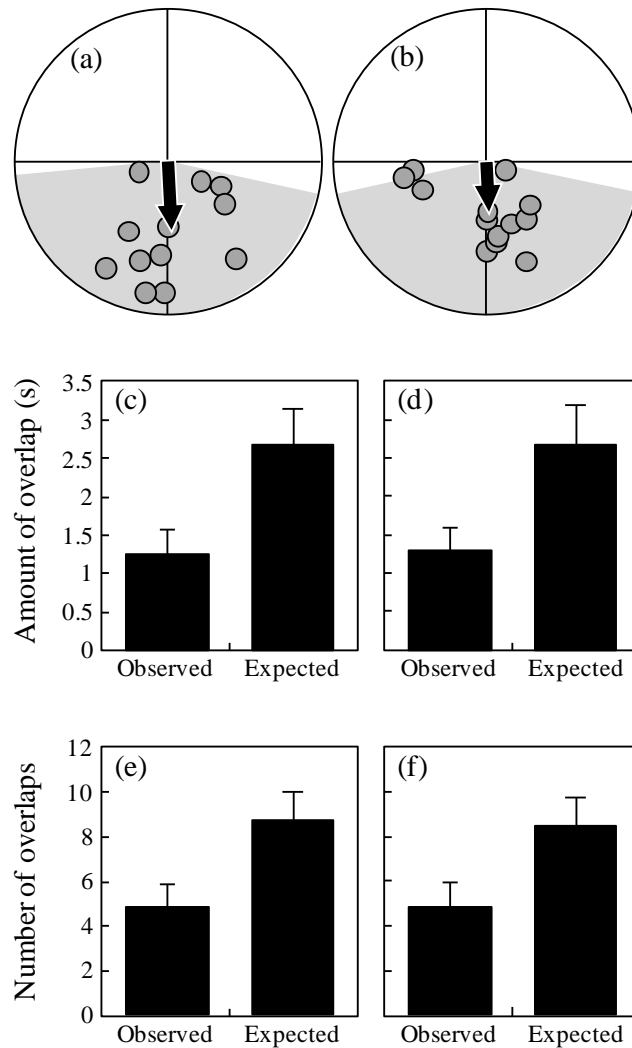 (a)
(b)
Amount of overlap (s)
3.5
3
2.5
2
1.5
1
0.5
0
(c)
Observed Expected
(d)
Observed Expected
Number of overlaps
12
10
8
6
4
2
0
(e)
Observed Expected
(f)
Observed Expected